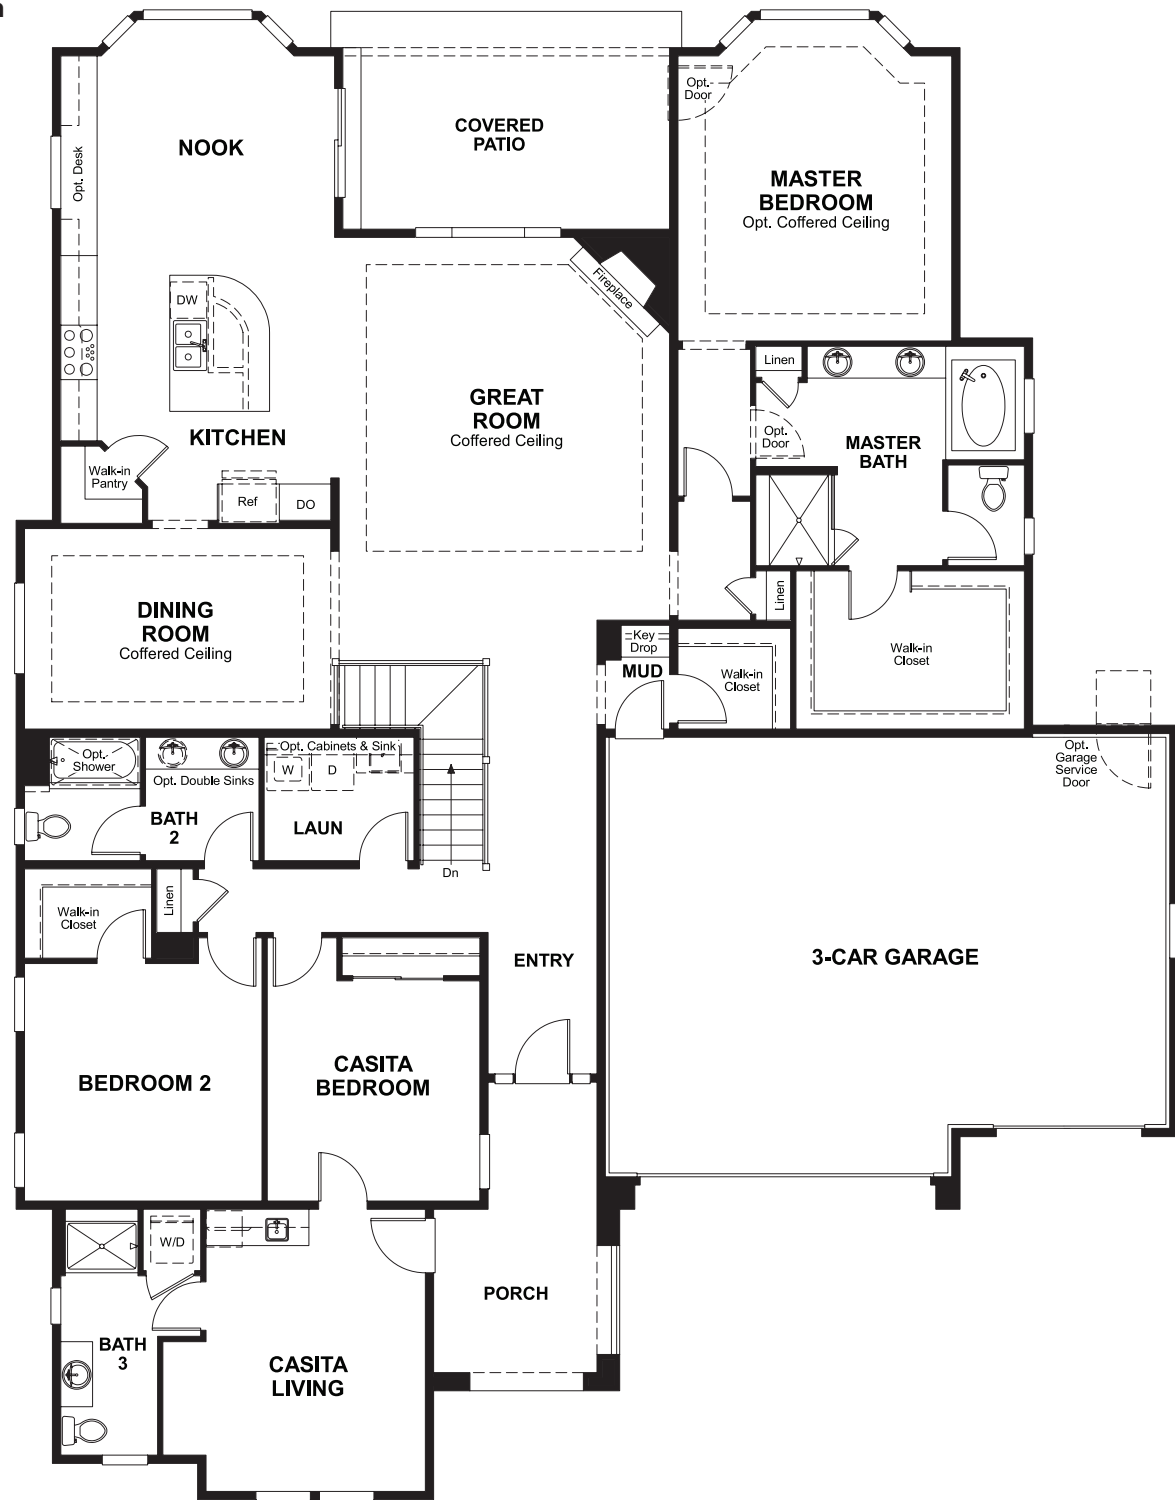 NOOK
COVERED
PATIO
Opt.
Door
MASTER
BEDROOM
Opt. Coffered Ceiling
Opt. Desk
Fireplace
DW
GREAT
ROOM
Coffered Ceiling
KITCHEN
Walk-in
Pantry
Ref
DO
Linen
Opt.
Door
MASTER
BATH
DINING
ROOM
Coffered Ceiling
Linen
Key
Drop
MUD
Walk-in
Closet
Walk-in
Closet
Opt.
Shower
Opt. Double Sinks
BATH
2
Opt. Cabinets & Sink
W
D
LAUN
Dn
Opt.
Garage
Service
Door
Walk-in
Closet
Linen
ENTRY
3-CAR GARAGE
BEDROOM 2
CASITA
BEDROOM
W/D
PORCH
BATH
3
CASITA
LIVING